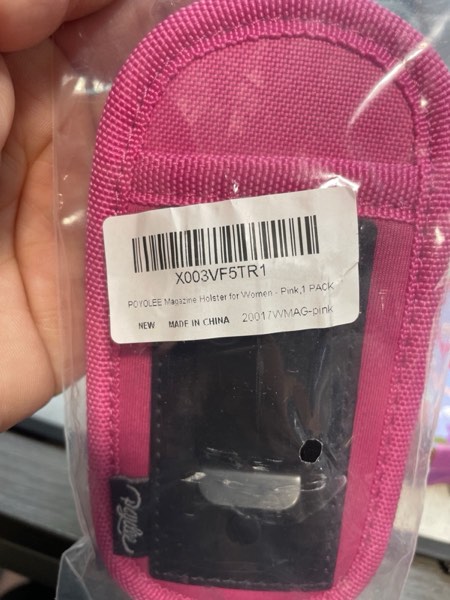 X003VF5TR1
POYOLEE Magazine Holster for Women - Pink,1 PACK
NEW MADE IN CHINA 20017WMAG-pink